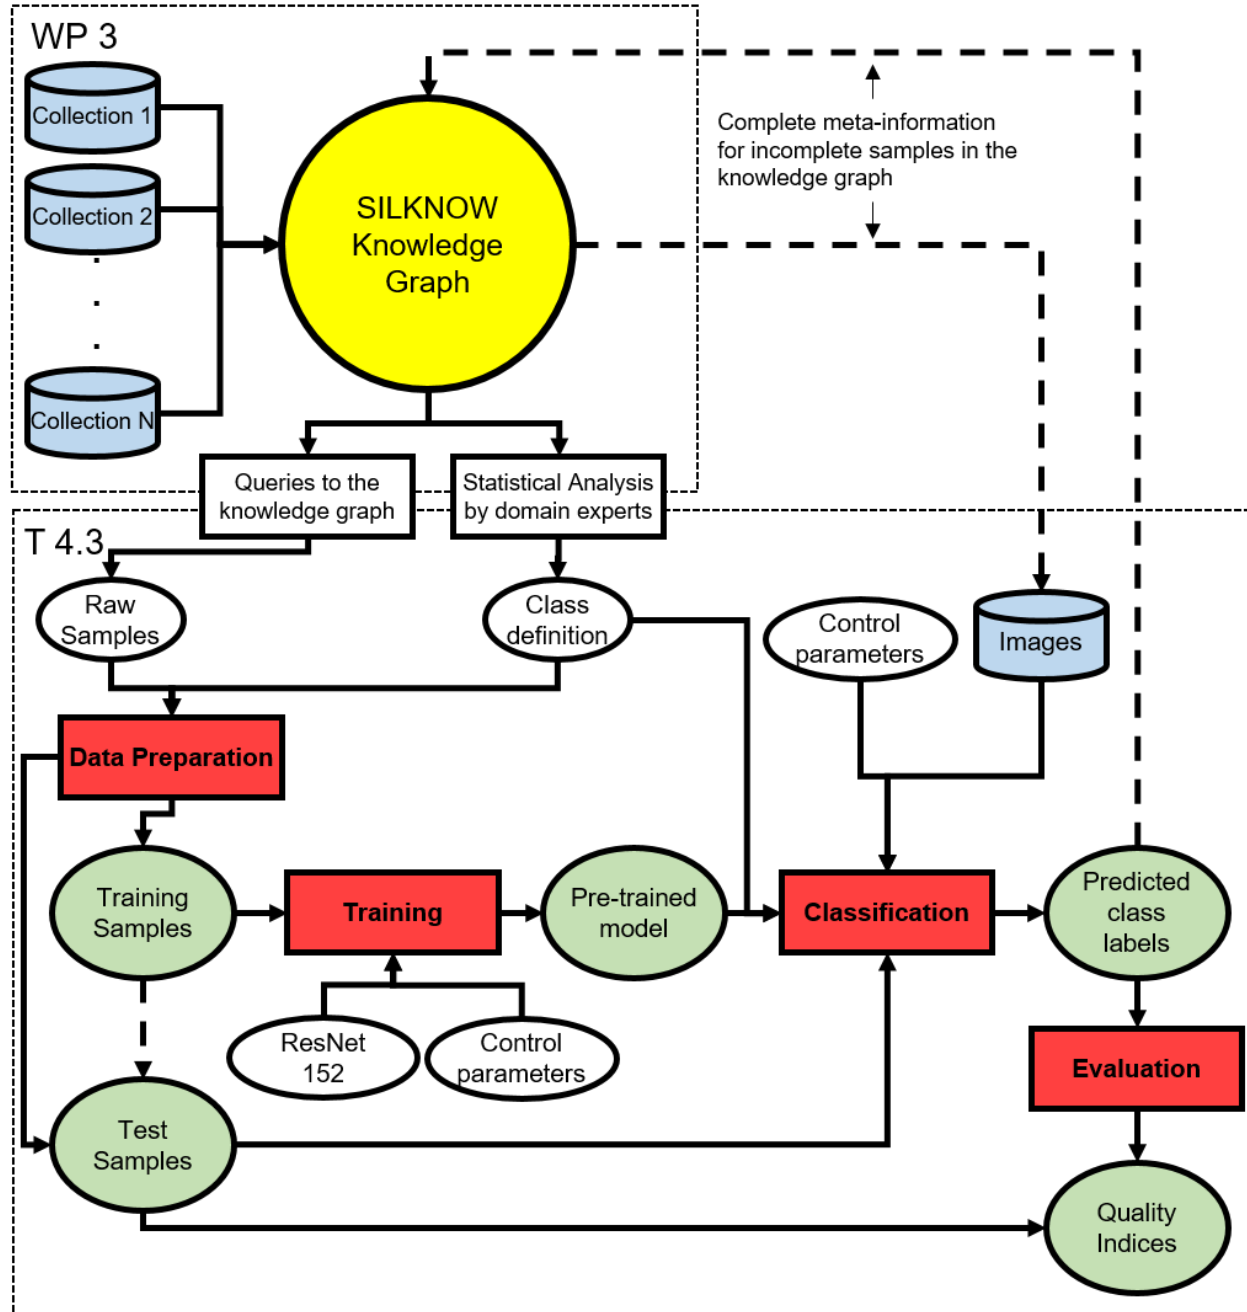 WP 3
Collection 1
Collection 2
.
.
.
Collection N
SILKNOW
Knowledge
Graph
Complete meta-information
for incomplete samples in the
knowledge graph
Queries to the
knowledge graph
Statistical Analysis
by domain experts
T 4.3
Raw
Samples
Class
definition
Control
parameters
Images
Data Preparation
Training
Samples
Training
Pre-trained
model
Classification
Predicted
class
labels
ResNet
152
Control
parameters
Evaluation
Test
Samples
Quality
Indices